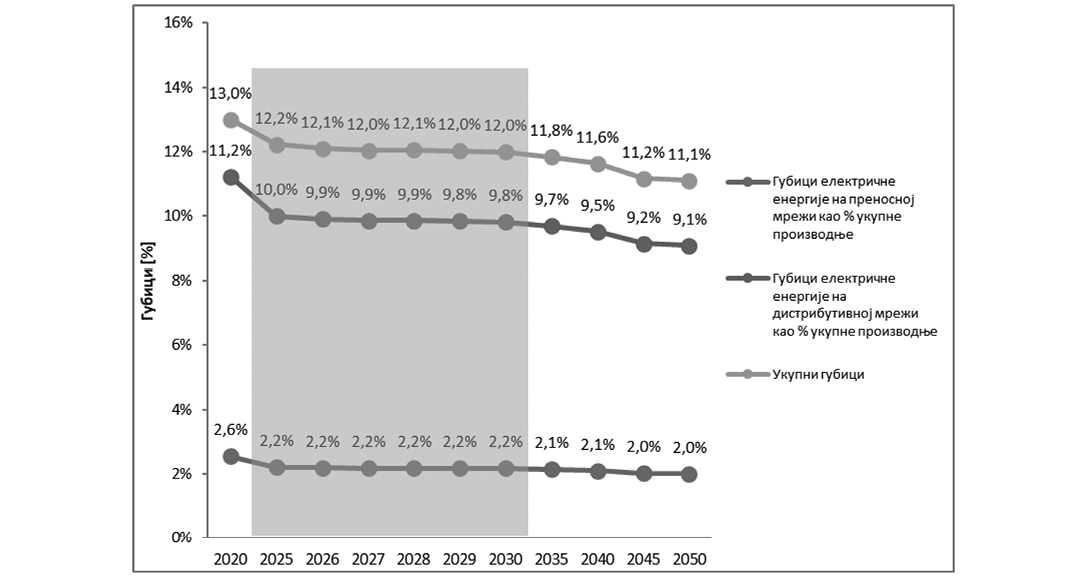 16%
14%
12%
10%
8%
6%
4%
2%
0%
Губици [%]
13,0%
12,2% 12,1% 12,0% 12,1% 12,0% 12,0% 11,8% 11,6% 11,2% 11,1%
11,2%
10,0% 9,9% 9,9% 9,9% 9,8% 9,8% 9,7% 9,5% 9,2% 9,1%
2,6% 2,2% 2,2% 2,2% 2,2% 2,2% 2,2% 2,1% 2,1% 2,0% 2,0%
2020 2025 2026 2027 2028 2029 2030 2035 2040 2045 2050
Губици електричне
енергије на преносној
мрежи као % укупне
производње
Губици електричне
енергије на
дистрибутивној мрежи
као % укупне производње
Укупни губици